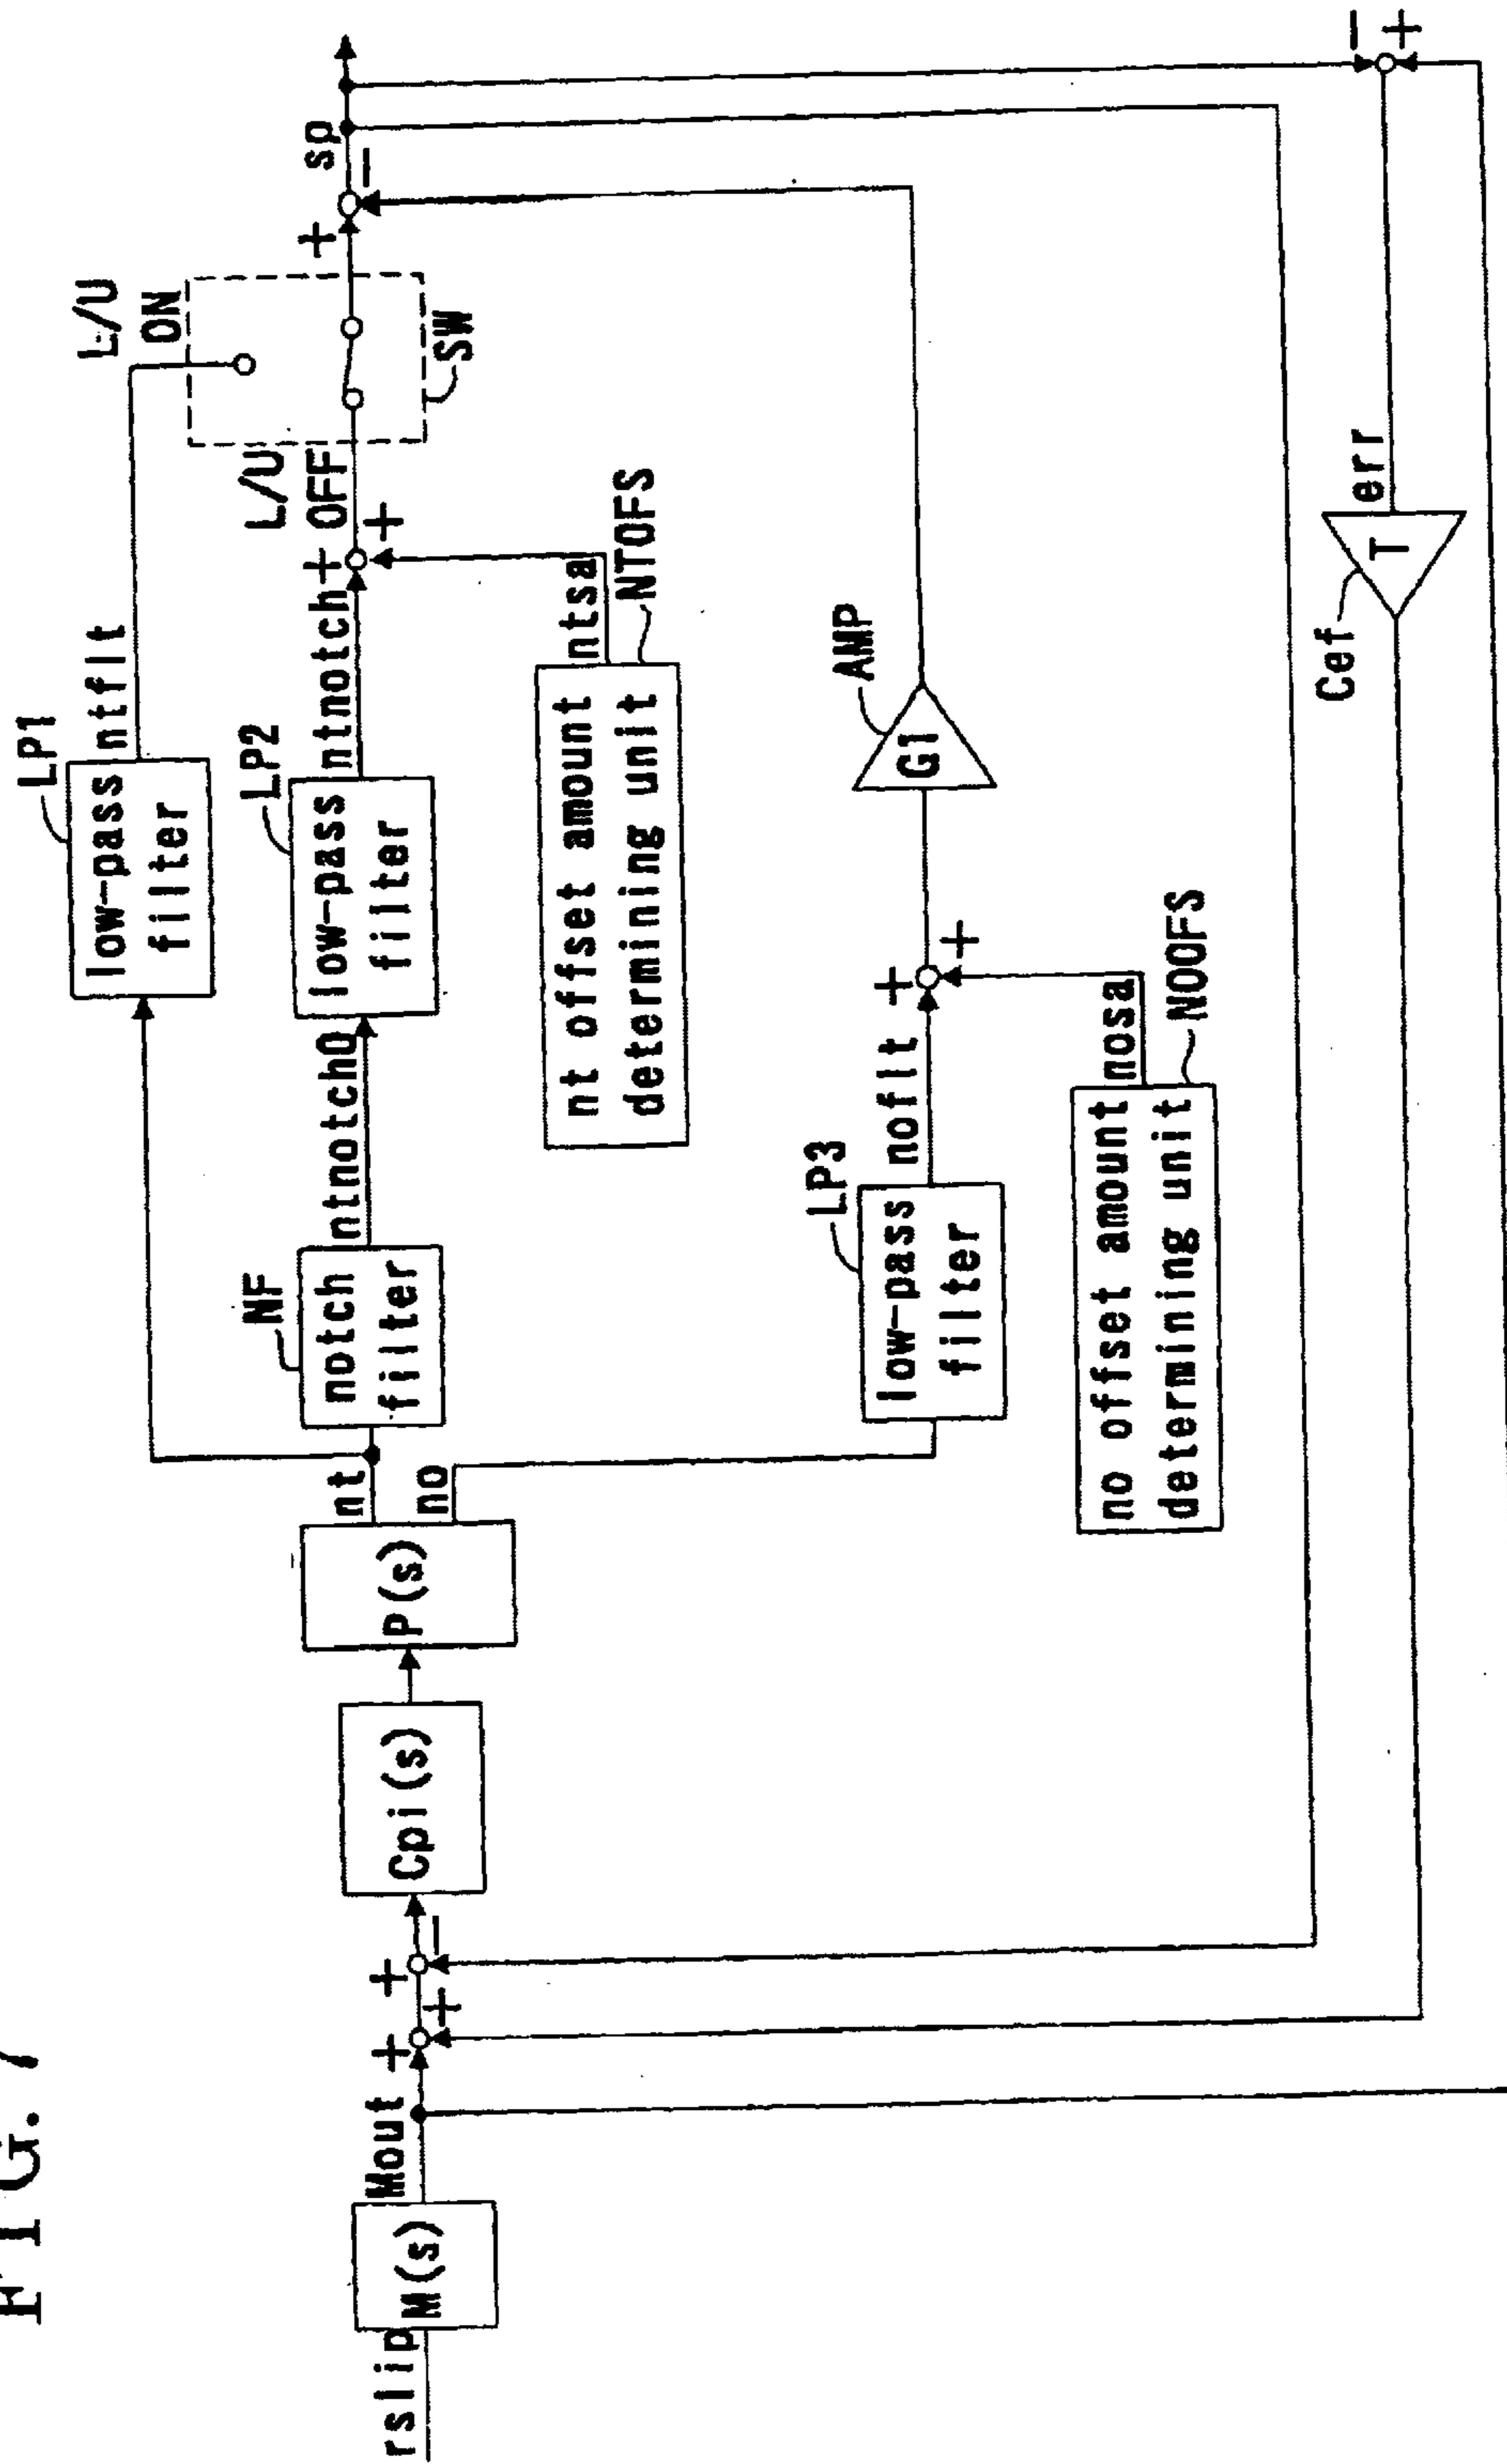 FIG. 7
rslip
M(s)
Mout
+
+
+
−
Cpi(s)
P(s)
nt
no
NF
notch
filter
ntnotch0
LP1
low-pass
filter
ntflt
LP2
low-pass
filter
ntnotch
+
+
nt offset amount
determining unit
ntsa
NTOFS
L/U
OFF
L/U
ON
SW
+
−
sp
LP3
low-pass
filter
noflt
+
+
no offset amount
determining unit
nosa
NOOFS
G1
AMP
Cef
T
err
−
+